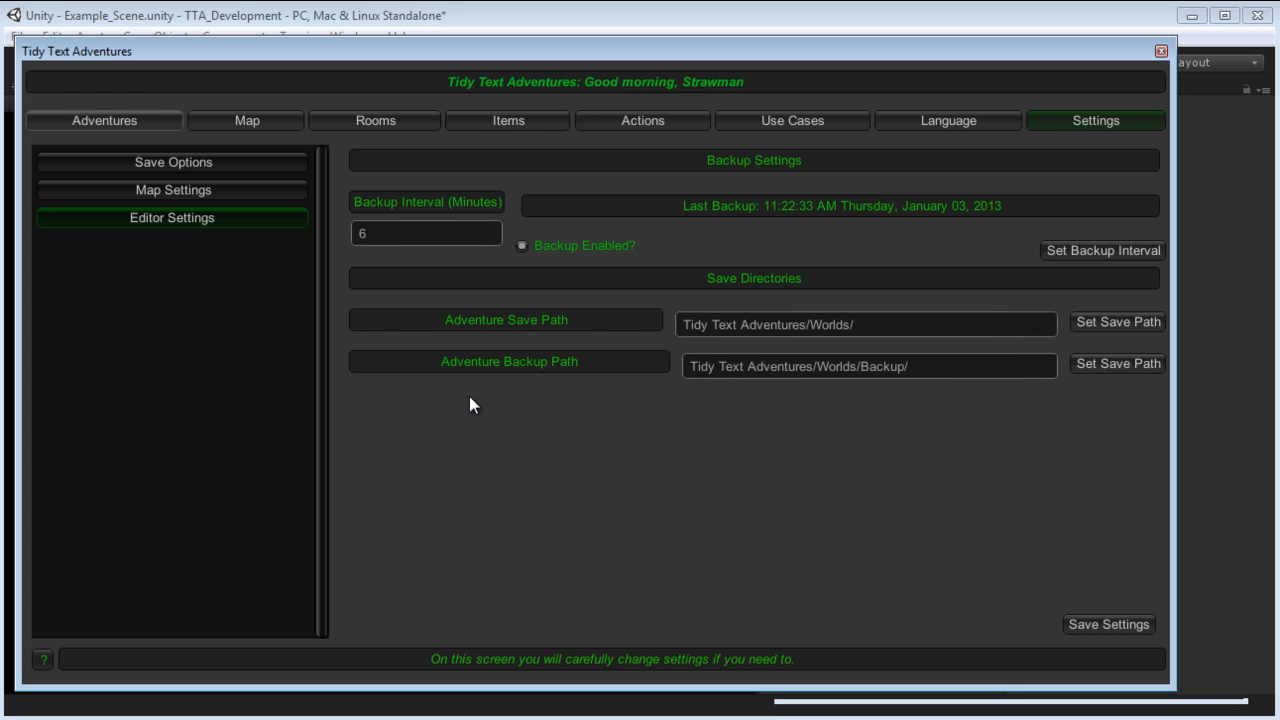 Unity - Example_Scene.unity - TTA_Development - PC, Mac & Linux Standalone*
Tidy Text Adventures
ayout
Tidy Text Adventures: Good morning, Strawman
Adventures Map Rooms Items Actions Use Cases Language Settings
Save Options
Map Settings
Editor Settings
Backup Settings
Backup Interval (Minutes)
Last Backup: 11:22:33 AM Thursday, January 03, 2013
6
Backup Enabled?
Set Backup Interval
Save Directories
Adventure Save Path
Tidy Text Adventures/Worlds/
Set Save Path
Adventure Backup Path
Tidy Text Adventures/Worlds/Backup/
Set Save Path
Save Settings
?
On this screen you will carefully change settings if you need to.